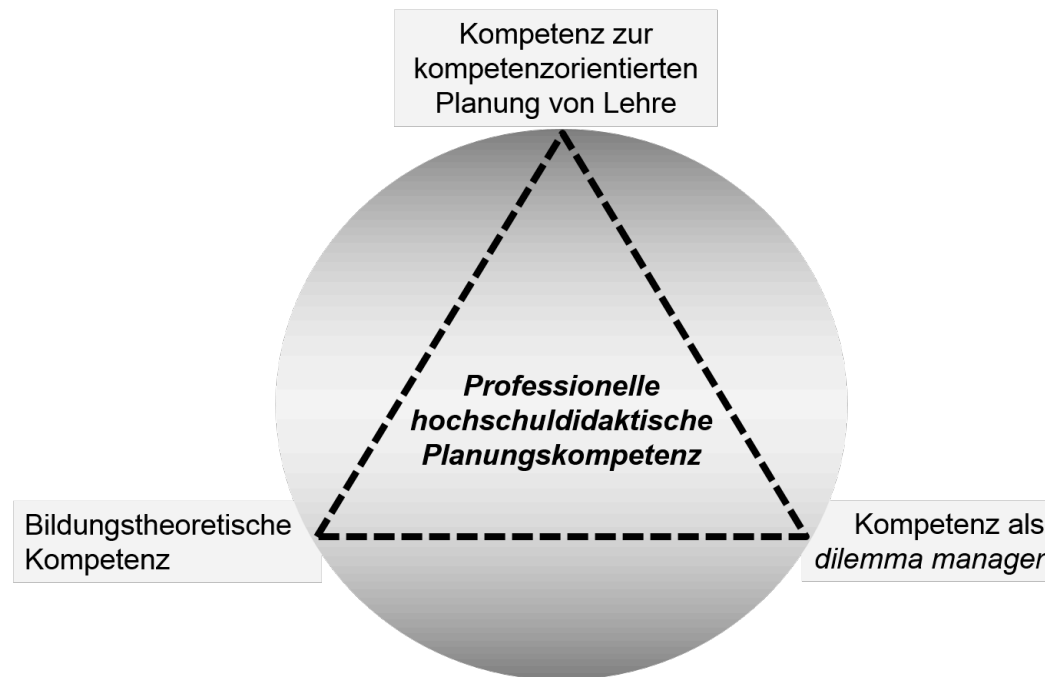 Kompetenz zur
kompetenzorientierten
Planung von Lehre
Professionelle
hochschuldidaktische
Planungskompetenz
Bildungstheoretische
Kompetenz
Kompetenz als
dilemma manager